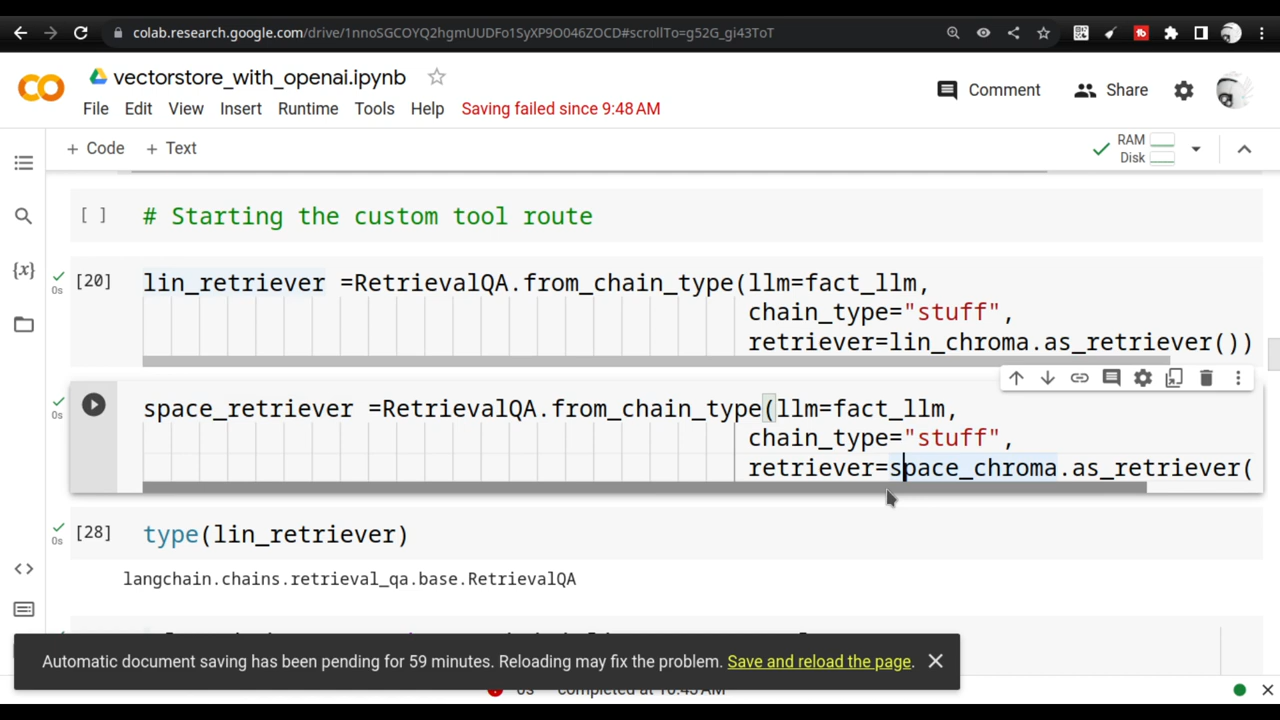 colab.research.google.com/drive/1nnoSGCOYQ2hgmUUDFo1SyXP9O046ZOCD#scrollTo=g52G_gi43ToT
vectorstore_with_openai.ipynb
File Edit View Insert Runtime Tools Help Saving failed since 9:48 AM
Comment Share
+ Code + Text
RAM
Disk
[ ] # Starting the custom tool route
[20] lin_retriever =RetrievalQA.from_chain_type(llm=fact_llm,
0s
chain_type="stuff",
retriever=lin_chroma.as_retriever())
space_retriever =RetrievalQA.from_chain_type(llm=fact_llm,
0s
chain_type="stuff",
retriever=space_chroma.as_retriever(
[28] type(lin_retriever)
0s
langchain.chains.retrieval_qa.base.RetrievalQA
Automatic document saving has been pending for 59 minutes. Reloading may fix the problem. Save and reload the page.